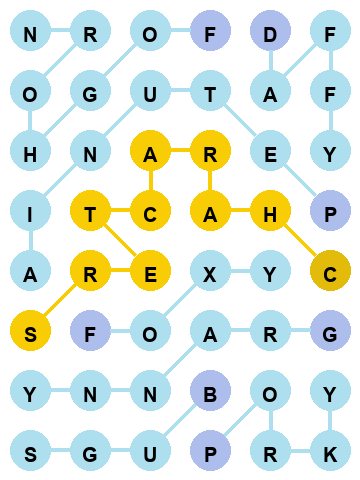 N R O F D F
O G U T A F
H N A R E Y
I T C A H P
A R E X Y C
S F O A R G
Y N N B O Y
S G U P R K